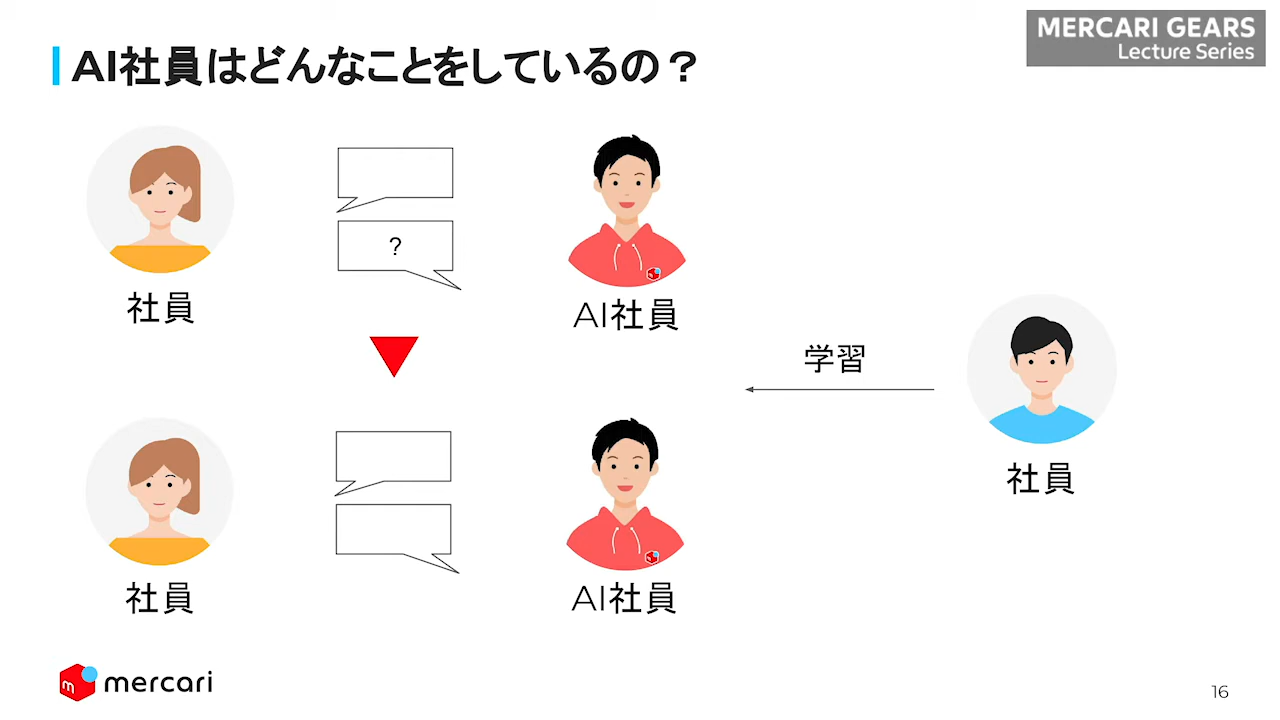 MERCARI GEARS
Lecture Series
AI社員はどんなことをしているの？
?
社員
AI社員
学習
社員
社員
AI社員
mercari
16